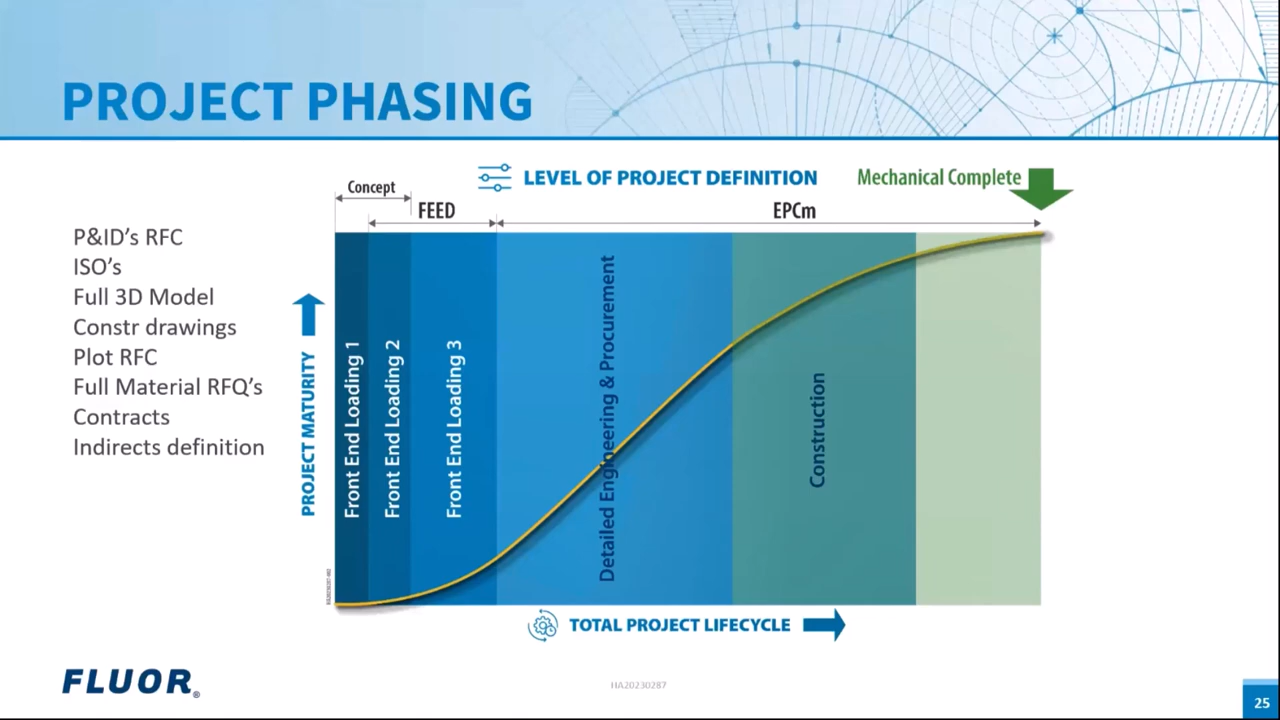 PROJECT PHASING
LEVEL OF PROJECT DEFINITION
Mechanical Complete
Concept
FEED
EPCm
P&ID’s RFC
ISO’s
Full 3D Model
Constr drawings
Plot RFC
Full Material RFQ’s
Contracts
Indirects definition
PROJECT MATURITY
Front End Loading 1
Front End Loading 2
Front End Loading 3
Detailed Engineering & Procurement
Construction
TOTAL PROJECT LIFECYCLE
FLUOR®
HA20230287
25